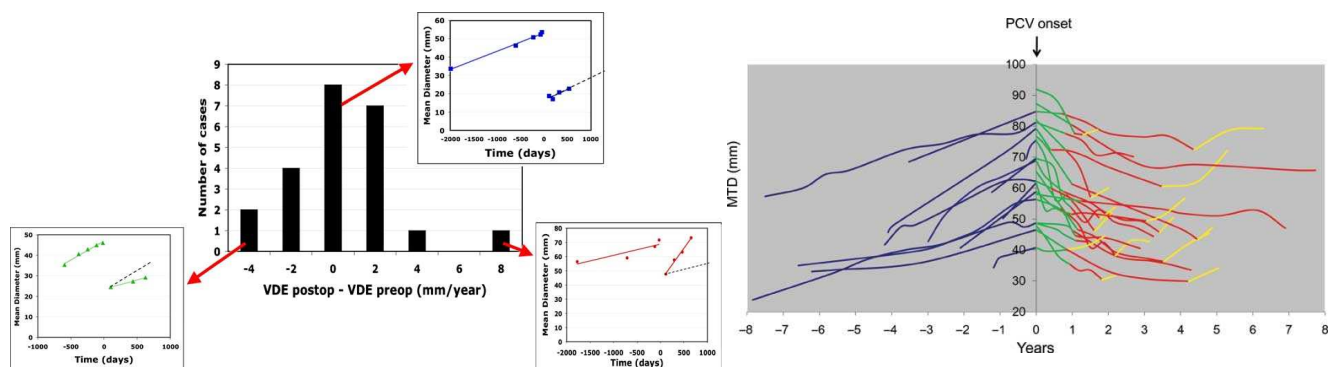 9
8
7
6
5
4
3
2
1
0
Number of cases
-4 -2 0 2 4 6 8
VDE postop - VDE preop (mm/year)
60
50
40
30
20
10
0
Mean Diameter (mm)
-2000 -1500 -1000 -500 0 500 1000
Time (days)
50
40
30
20
10
0
Mean Diameter (mm)
-1000 -500 0 500 1000
Time (days)
80
70
60
50
40
30
20
10
0
Mean Diameter (mm)
-2000 -1500 -1000 -500 0 500 1000
Time (days)
PCV onset
100
90
80
70
60
50
40
30
20
MTD (mm)
−8 −7 −6 −5 −4 −3 −2 −1 0 1 2 3 4 5 6 7 8
Years